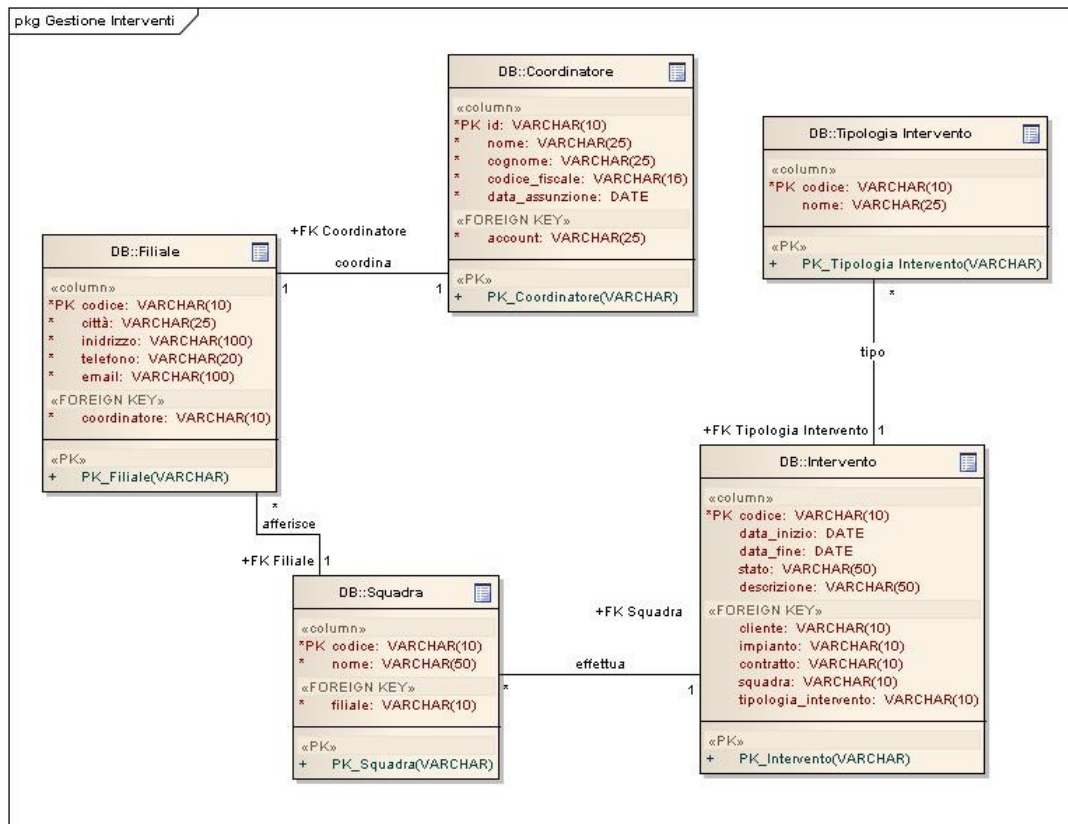 pkg Gestione Interventi
DB::Coordinatore
«column»
*PK id: VARCHAR(10)
* nome: VARCHAR(25)
* cognome: VARCHAR(25)
* codice_fiscale: VARCHAR(16)
* data_assunzione: DATE
«FOREIGN KEY»
* account: VARCHAR(25)
«PK»
+ PK_Coordinatore(VARCHAR)
DB::Tipologia Intervento
«column»
*PK codice: VARCHAR(10)
nome: VARCHAR(25)
«PK»
+ PK_Tipologia Intervento(VARCHAR)
+FK Coordinatore
coordina
1
1
DB::Filiale
«column»
*PK codice: VARCHAR(10)
* città: VARCHAR(25)
* inidrizzo: VARCHAR(100)
* telefono: VARCHAR(20)
* email: VARCHAR(100)
«FOREIGN KEY»
* coordinatore: VARCHAR(10)
«PK»
+ PK_Filiale(VARCHAR)
*
tipo
+FK Tipologia Intervento
1
*
afferisce
+FK Filiale
1
DB::Squadra
«column»
*PK codice: VARCHAR(10)
* nome: VARCHAR(50)
«FOREIGN KEY»
* filiale: VARCHAR(10)
«PK»
+ PK_Squadra(VARCHAR)
+FK Squadra
effettua
*
1
DB::Intervento
«column»
*PK codice: VARCHAR(10)
data_inizio: DATE
data_fine: DATE
stato: VARCHAR(50)
descrizione: VARCHAR(50)
«FOREIGN KEY»
cliente: VARCHAR(10)
impianto: VARCHAR(10)
contratto: VARCHAR(10)
squadra: VARCHAR(10)
tipologia_intervento: VARCHAR(10)
«PK»
+ PK_Intervento(VARCHAR)